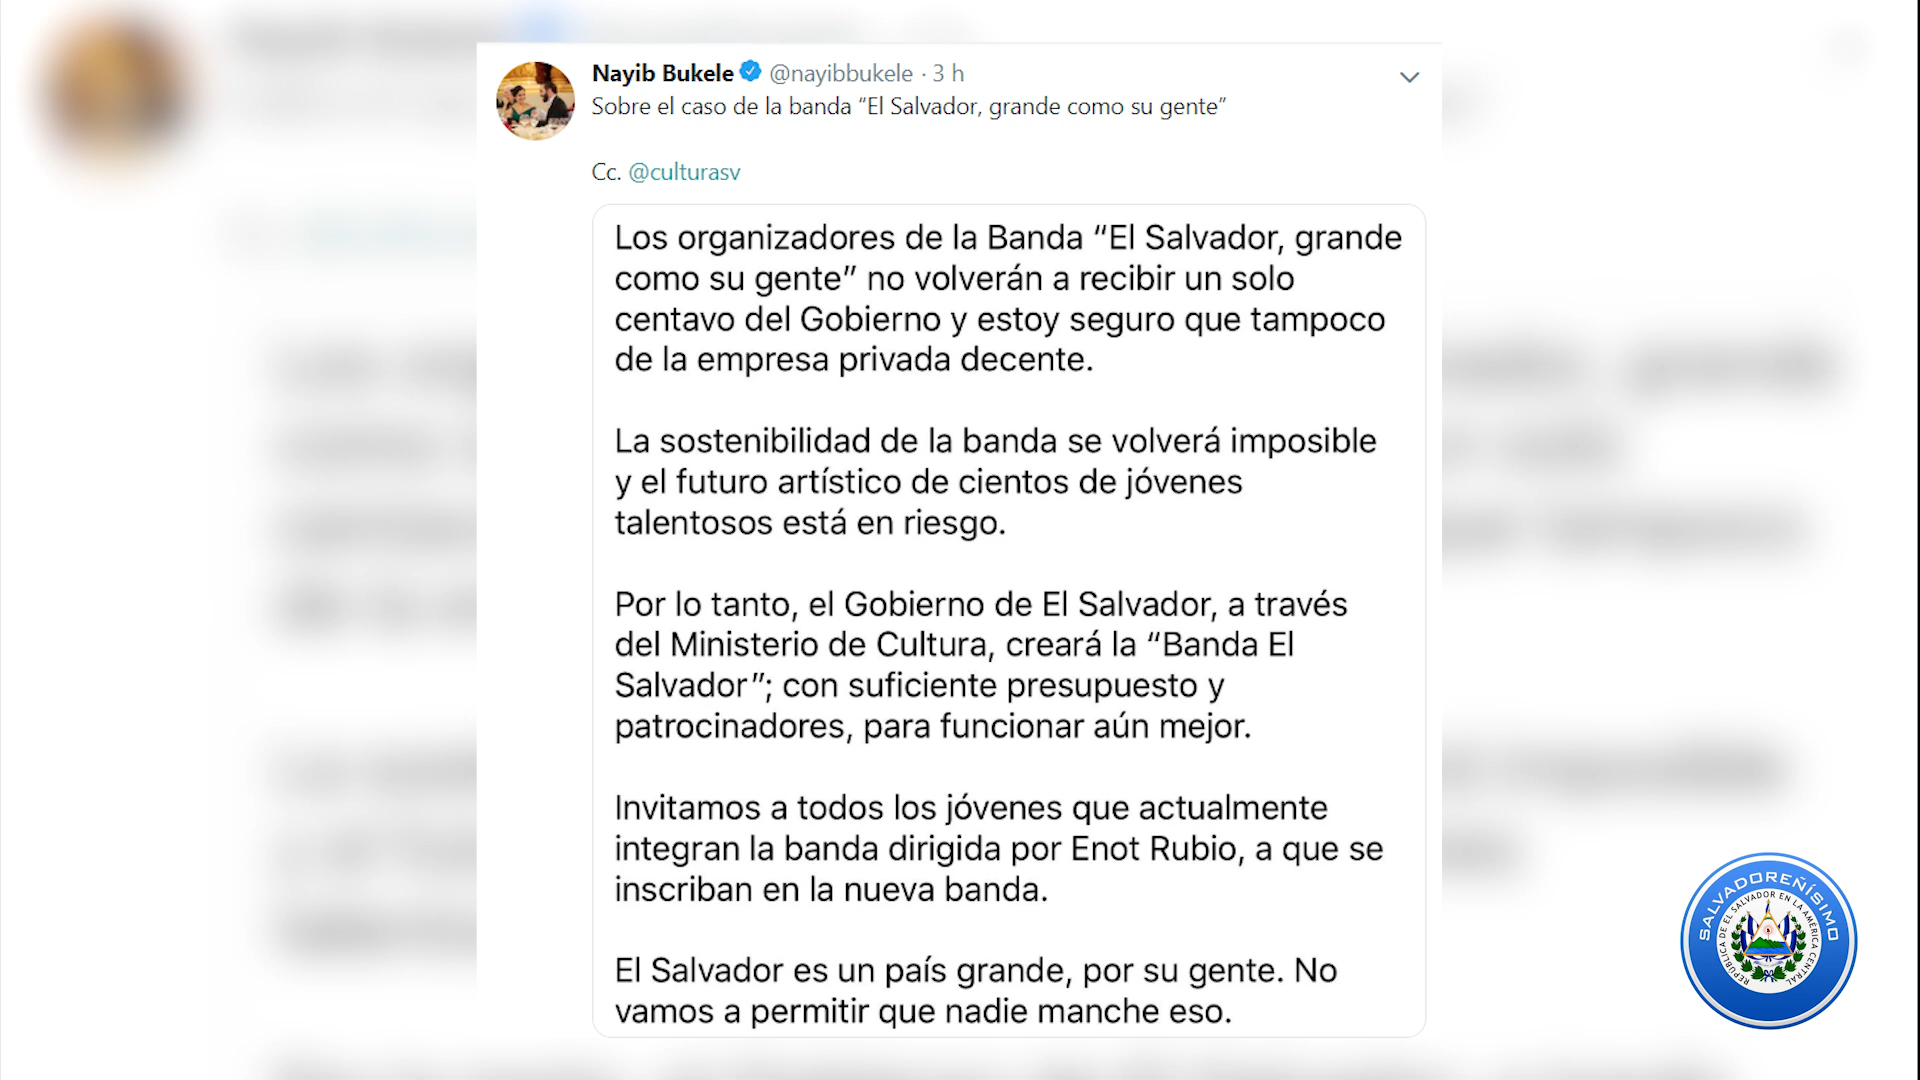 Nayib Bukele @nayibbukele · 3 h
Sobre el caso de la banda “El Salvador, grande como su gente”
Cc. @culturasv
Los organizadores de la Banda “El Salvador, grande
como su gente” no volverán a recibir un solo
centavo del Gobierno y estoy seguro que tampoco
de la empresa privada decente.
La sostenibilidad de la banda se volverá imposible
y el futuro artístico de cientos de jóvenes
talentosos está en riesgo.
Por lo tanto, el Gobierno de El Salvador, a través
del Ministerio de Cultura, creará la “Banda El
Salvador”; con suficiente presupuesto y
patrocinadores, para funcionar aún mejor.
Invitamos a todos los jóvenes que actualmente
integran la banda dirigida por Enot Rubio, a que se
inscriban en la nueva banda.
El Salvador es un país grande, por su gente. No
vamos a permitir que nadie manche eso.
SALVADOREÑÍSIMO
REPÚBLICA DE EL SALVADOR EN LA AMÉRICA CENTRAL